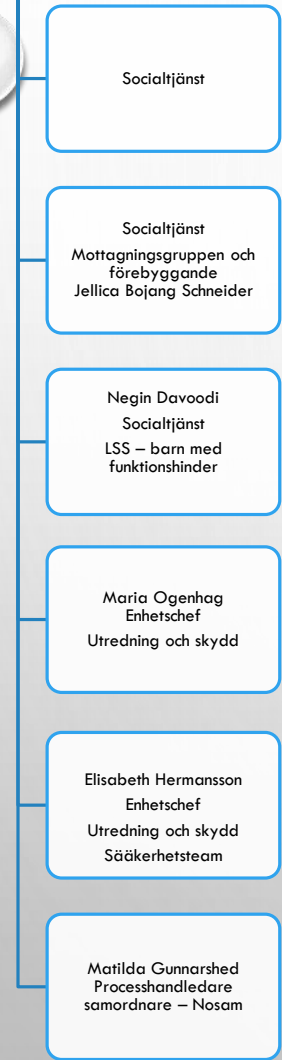 Socialtjänst
Socialtjänst
Mottagningsgruppen och
förebyggande
Jellica Bojang Schneider
Negin Davoodi
Socialtjänst
LSS – barn med
funktionshinder
Maria Ogenhag
Enhetschef
Utredning och skydd
Elisabeth Hermansson
Enhetschef
Utredning och skydd
Sääkerhetsteam
Matilda Gunnarshed
Processhandledare
samordnare – Nosam